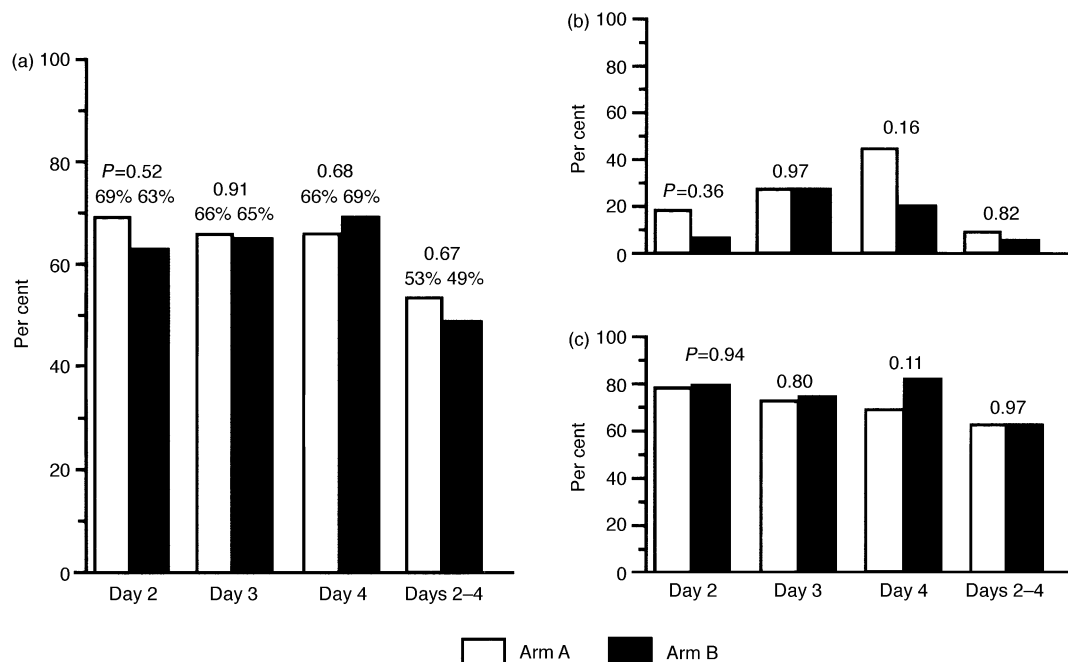 (a)
100
80
60
40
20
0
Per cent
P=0.52
69% 63%
0.91
66% 65%
0.68
66% 69%
0.67
53% 49%
Day 2
Day 3
Day 4
Days 2–4
(b)
100
80
60
40
20
0
Per cent
P=0.36
0.97
0.16
0.82
(c)
100
80
60
40
20
0
Per cent
P=0.94
0.80
0.11
0.97
Day 2
Day 3
Day 4
Days 2–4
Arm A
Arm B